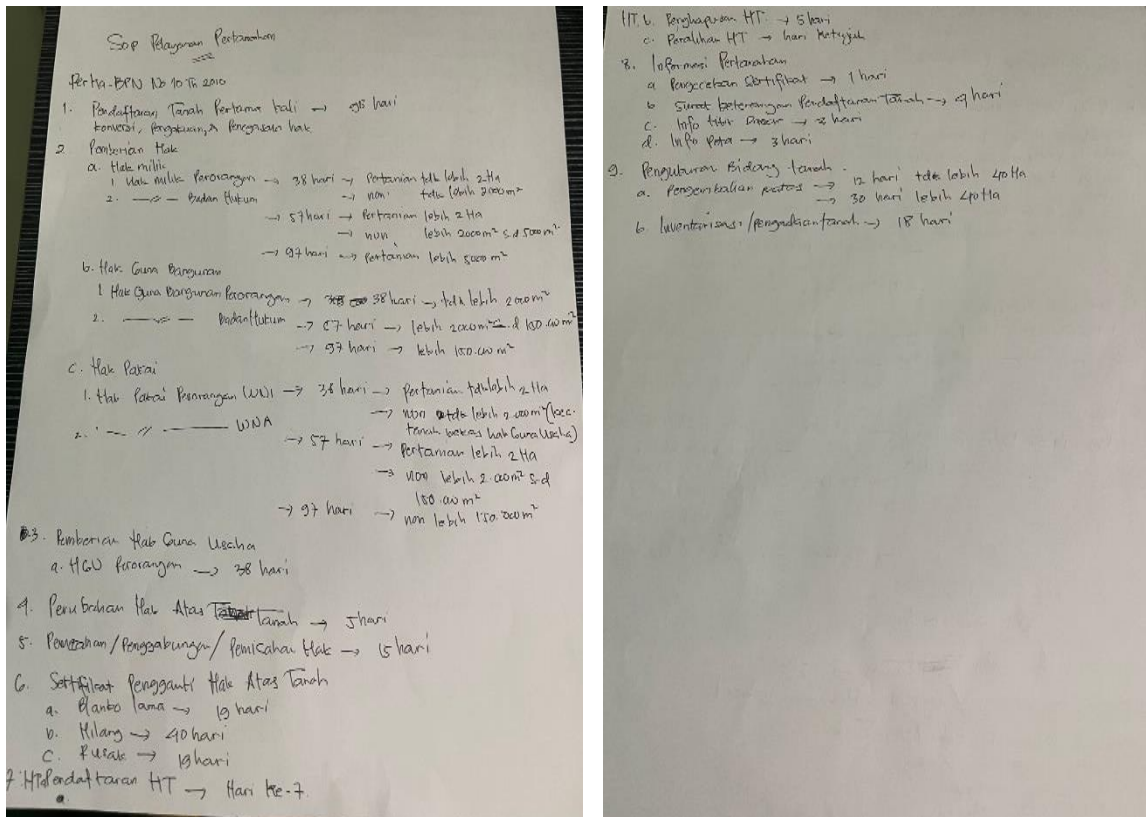 SOP Pelayanan Pertanahan
Perka-BPN No 10 Th 2010
1. Pendaftaran Tanah Pertama kali → 98 hari
konversi, pengakuan, & Penegasan hak
2 Pemberian Hak
a. Hak milik
1 Hak milik Perorangan → 38 hari → Pertanian tdk lebih 2 Ha
2. —〃— Badan Hukum → non tdk lebih 2000 m²
→ 57 hari → Pertanian lebih 2 Ha
→ non lebih 2000 m² s.d 5000 m²
→ 97 hari → Pertanian lebih 5000 m²
b. Hak Guna Bangunan
1 Hak Guna Bangunan Perorangan → 38 hari → tdk lebih 2000 m²
2. —〃— Badan Hukum → 57 hari → lebih 2000 m² s.d 150.000 m²
→ 97 hari → lebih 150.000 m²
c. Hak Pakai
1. Hak Pakai Perorangan WNI → 38 hari → Pertanian tdk lebih 2 Ha
→ non tdk lebih 2.000 m² (kec.
2. —〃— WNA tanah bekas hak Guna Usaha)
→ 57 hari → Pertanian lebih 2 Ha
→ non lebih 2.000 m² s.d
150.000 m²
→ 97 hari → non lebih 150.000 m²
3. Pemberian Hak Guna Usaha
a. HGU Perorangan → 38 hari
4. Perubahan Hak Atas Tanah → 5 hari
5. Pemecahan/Penggabungan/Pemisahan Hak → 15 hari
6. Sertifikat Pengganti Hak Atas Tanah
a. Blanko lama → 19 hari
b. Hilang → 40 hari
c. Rusak → 19 hari
7. HT Pendaftaran HT → Hari Ke-7.
a.
HT. b. Penghapusan HT. → 5 hari
c. Peralihan HT → hari ketujuh
8. Informasi Pertanahan
a Pengecekan Sertifikat → 1 hari
b Surat keterangan Pendaftaran Tanah → 4 hari
c. Info titik Dasar → 2 hari
d. Info Peta → 3 hari
9. Pengukuran Bidang tanah.
a. Pengembalian batas → 12 hari tdk lebih 40 Ha
→ 30 hari lebih 40 Ha
b Inventarisasi/pengadaan tanah → 18 hari